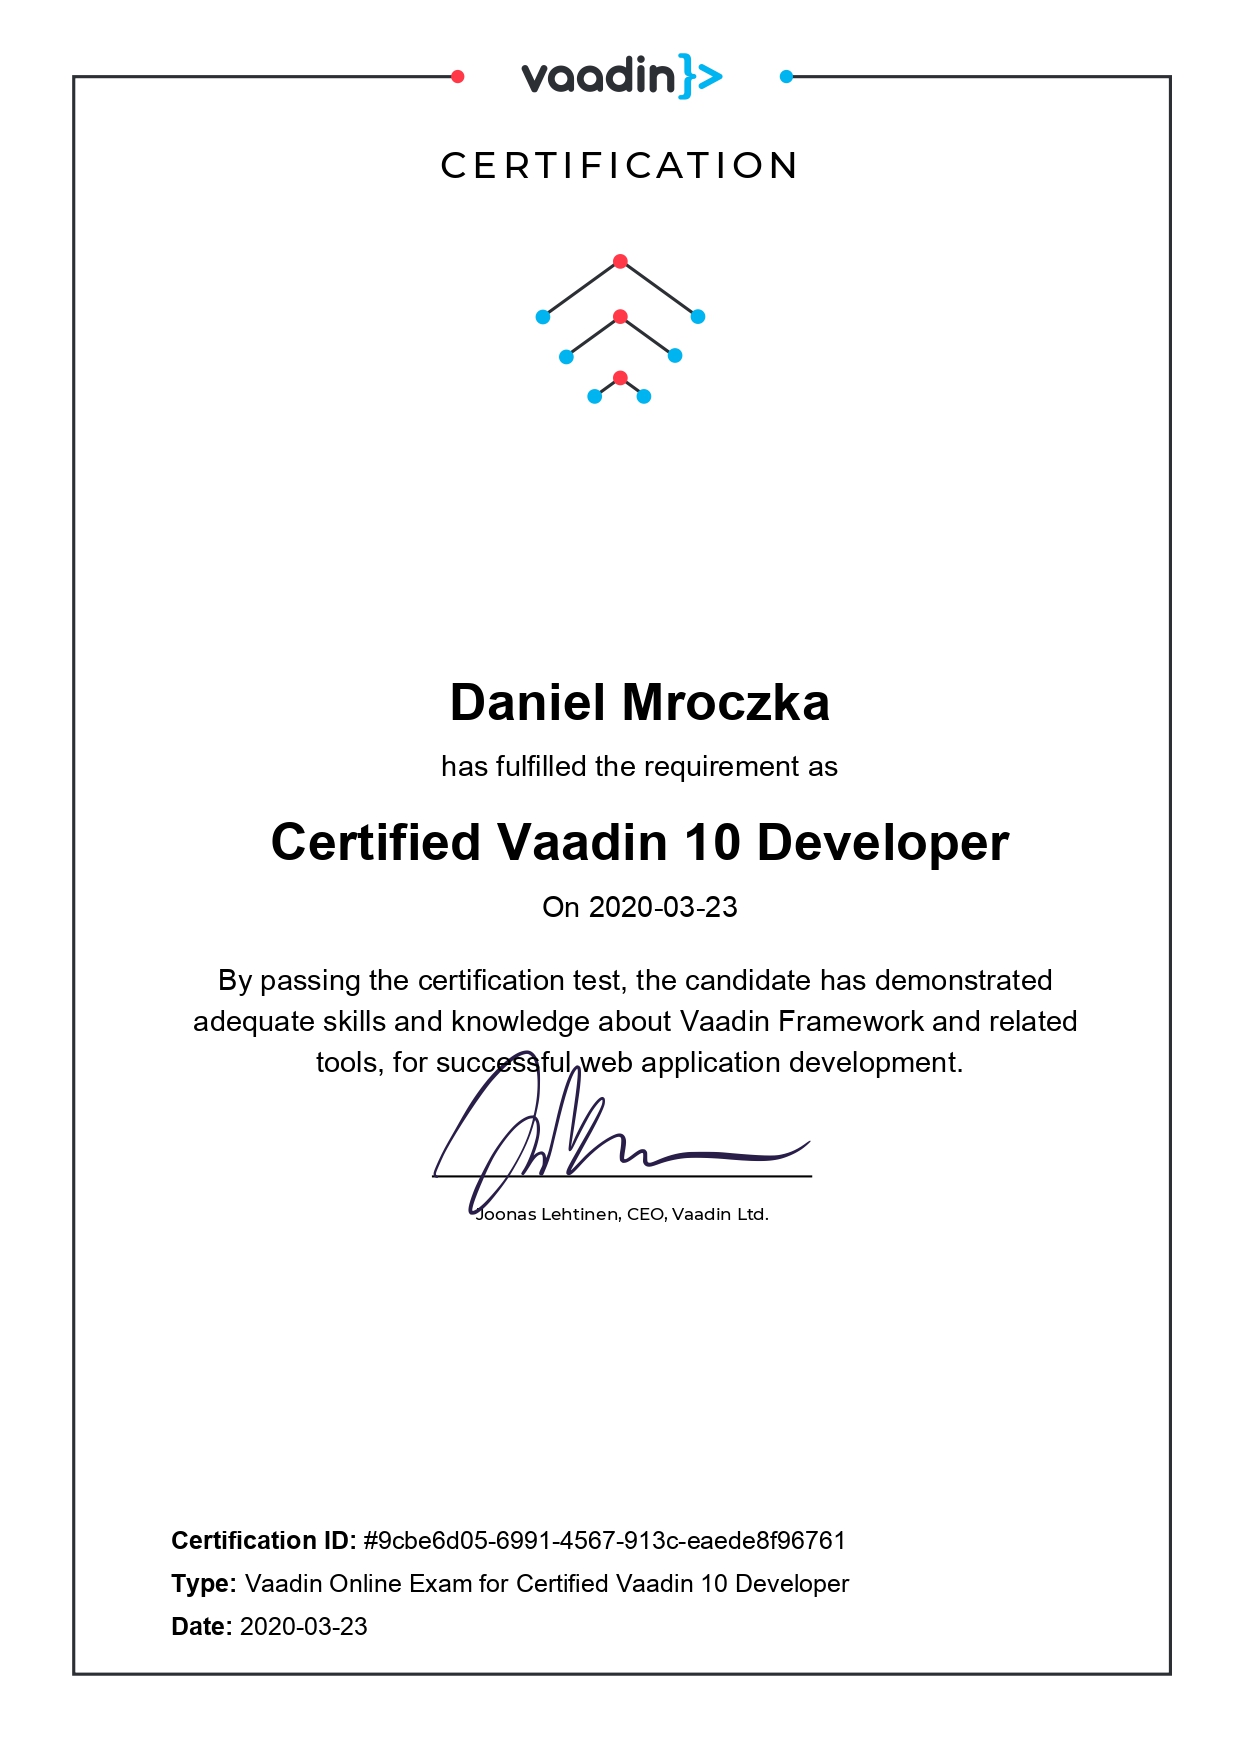 vaadin}>
CERTIFICATION
Daniel Mroczka
has fulfilled the requirement as
Certified Vaadin 10 Developer
On 2020-03-23
By passing the certification test, the candidate has demonstrated
adequate skills and knowledge about Vaadin Framework and related
tools, for successful web application development.
Joonas Lehtinen, CEO, Vaadin Ltd.
Certification ID: #9cbe6d05-6991-4567-913c-eaede8f96761
Type: Vaadin Online Exam for Certified Vaadin 10 Developer
Date: 2020-03-23